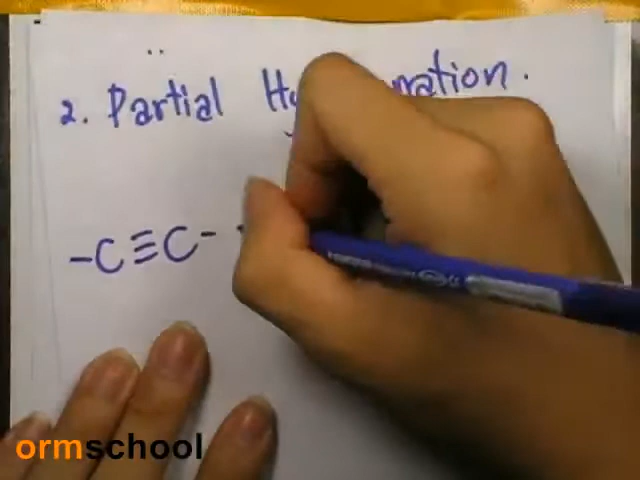 2. Partial
-C≡C-
ormschool